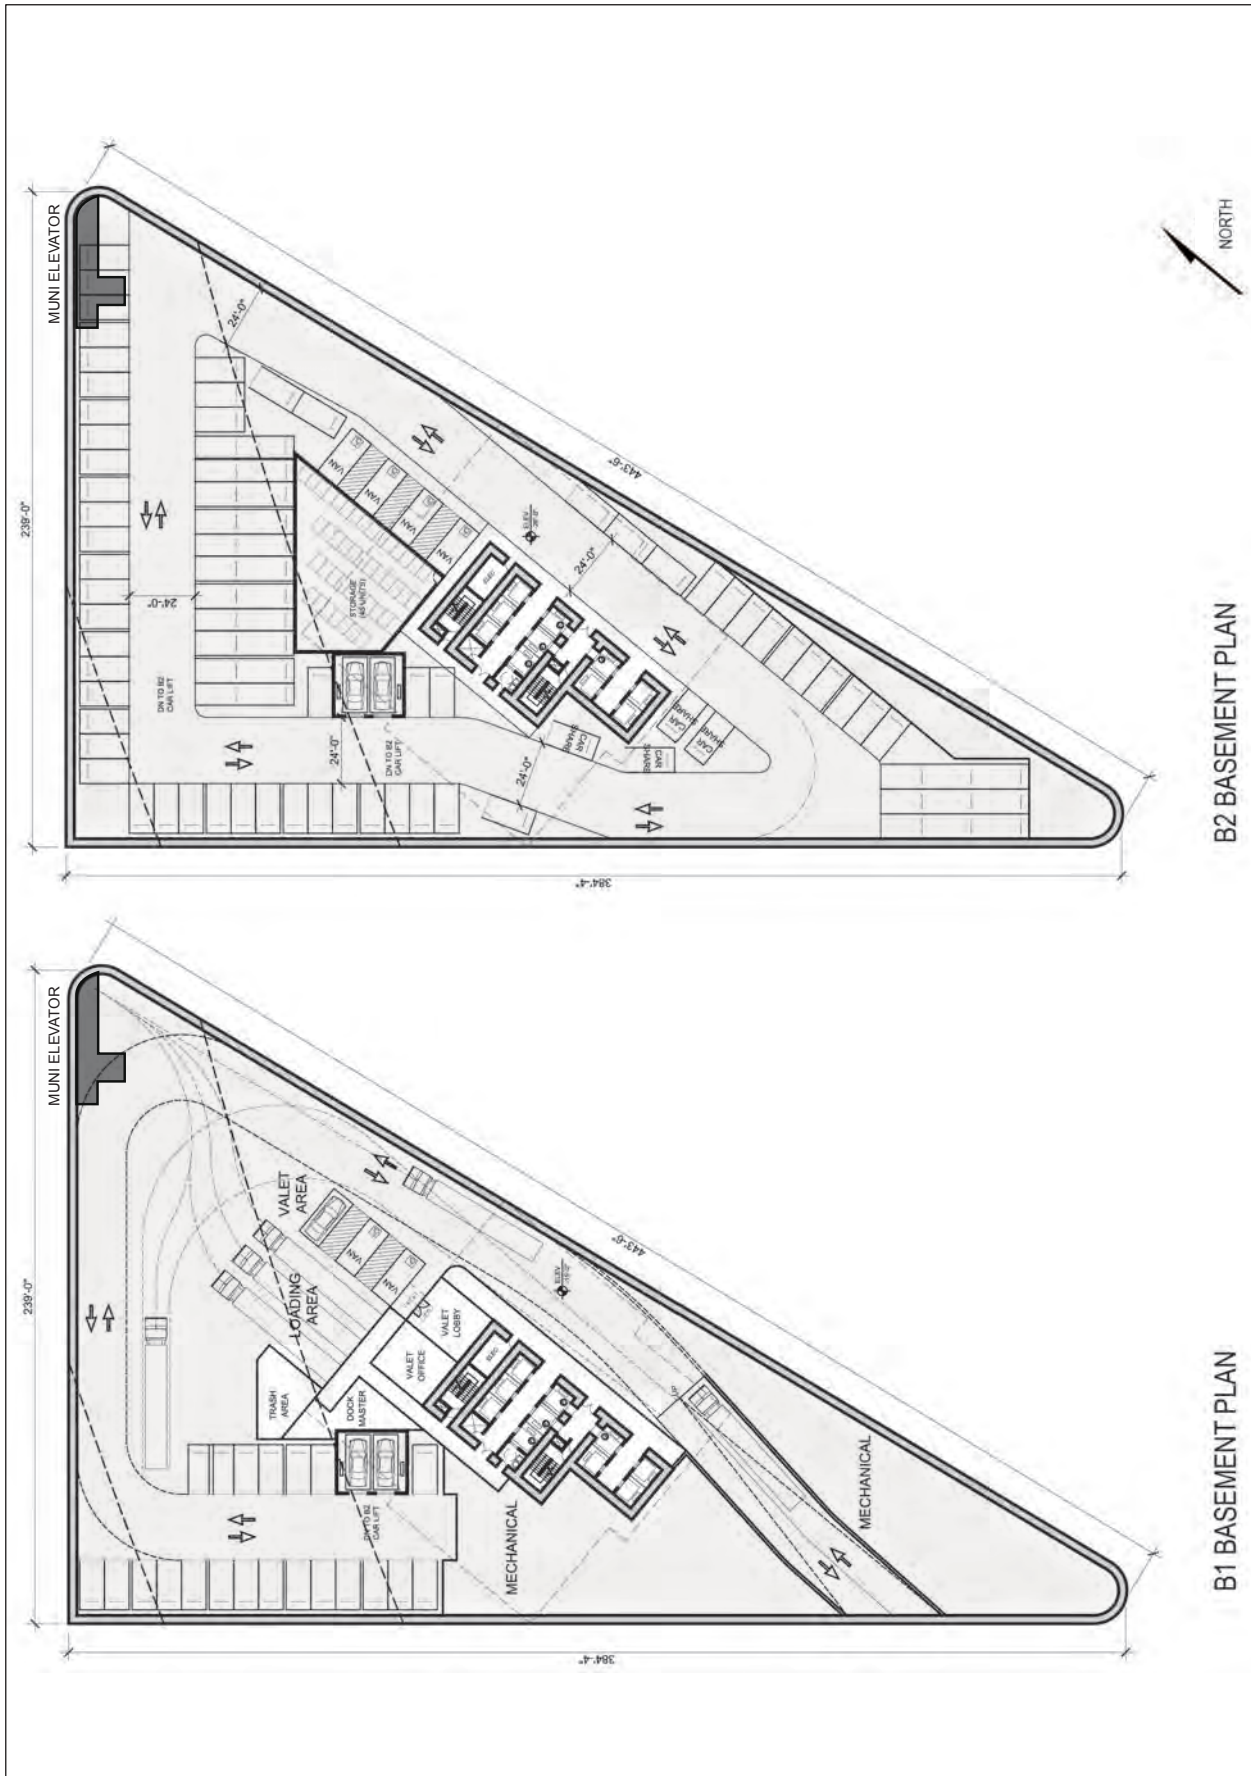 MUNI ELEVATOR
239'-0"
24'-0"
24'-0"
DN TO B2
CAR LIFT
24'-0"
DN TO B2
CAR LIFT
24'-0"
24'-0"
VAN
VAN
VAN
VAN
STORAGE
ELEC
ELEV
443'-6"
CAR
SHARE
CAR
SHARE
CAR
SHARE
CAR
SHARE
384'-4"
NORTH
B2 BASEMENT PLAN
MUNI ELEVATOR
239'-0"
VALET
AREA
LOADING
AREA
VAN
VAN
VALET
LOBBY
VALET
OFFICE
ELEC
TRASH
AREA
DOCK
MASTER
DN TO B2
CAR LIFT
ELEV
443'-6"
UP
MECHANICAL
MECHANICAL
384'-4"
B1 BASEMENT PLAN